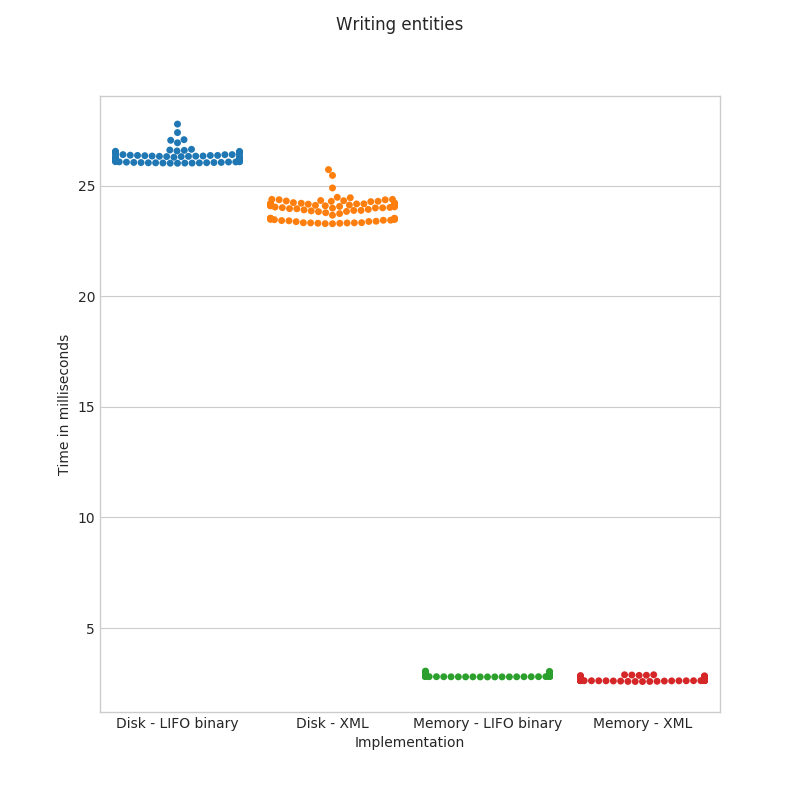 Writing entities
25
20
15
10
5
Time in milliseconds
Disk - LIFO binary
Disk - XML
Memory - LIFO binary
Memory - XML
Implementation